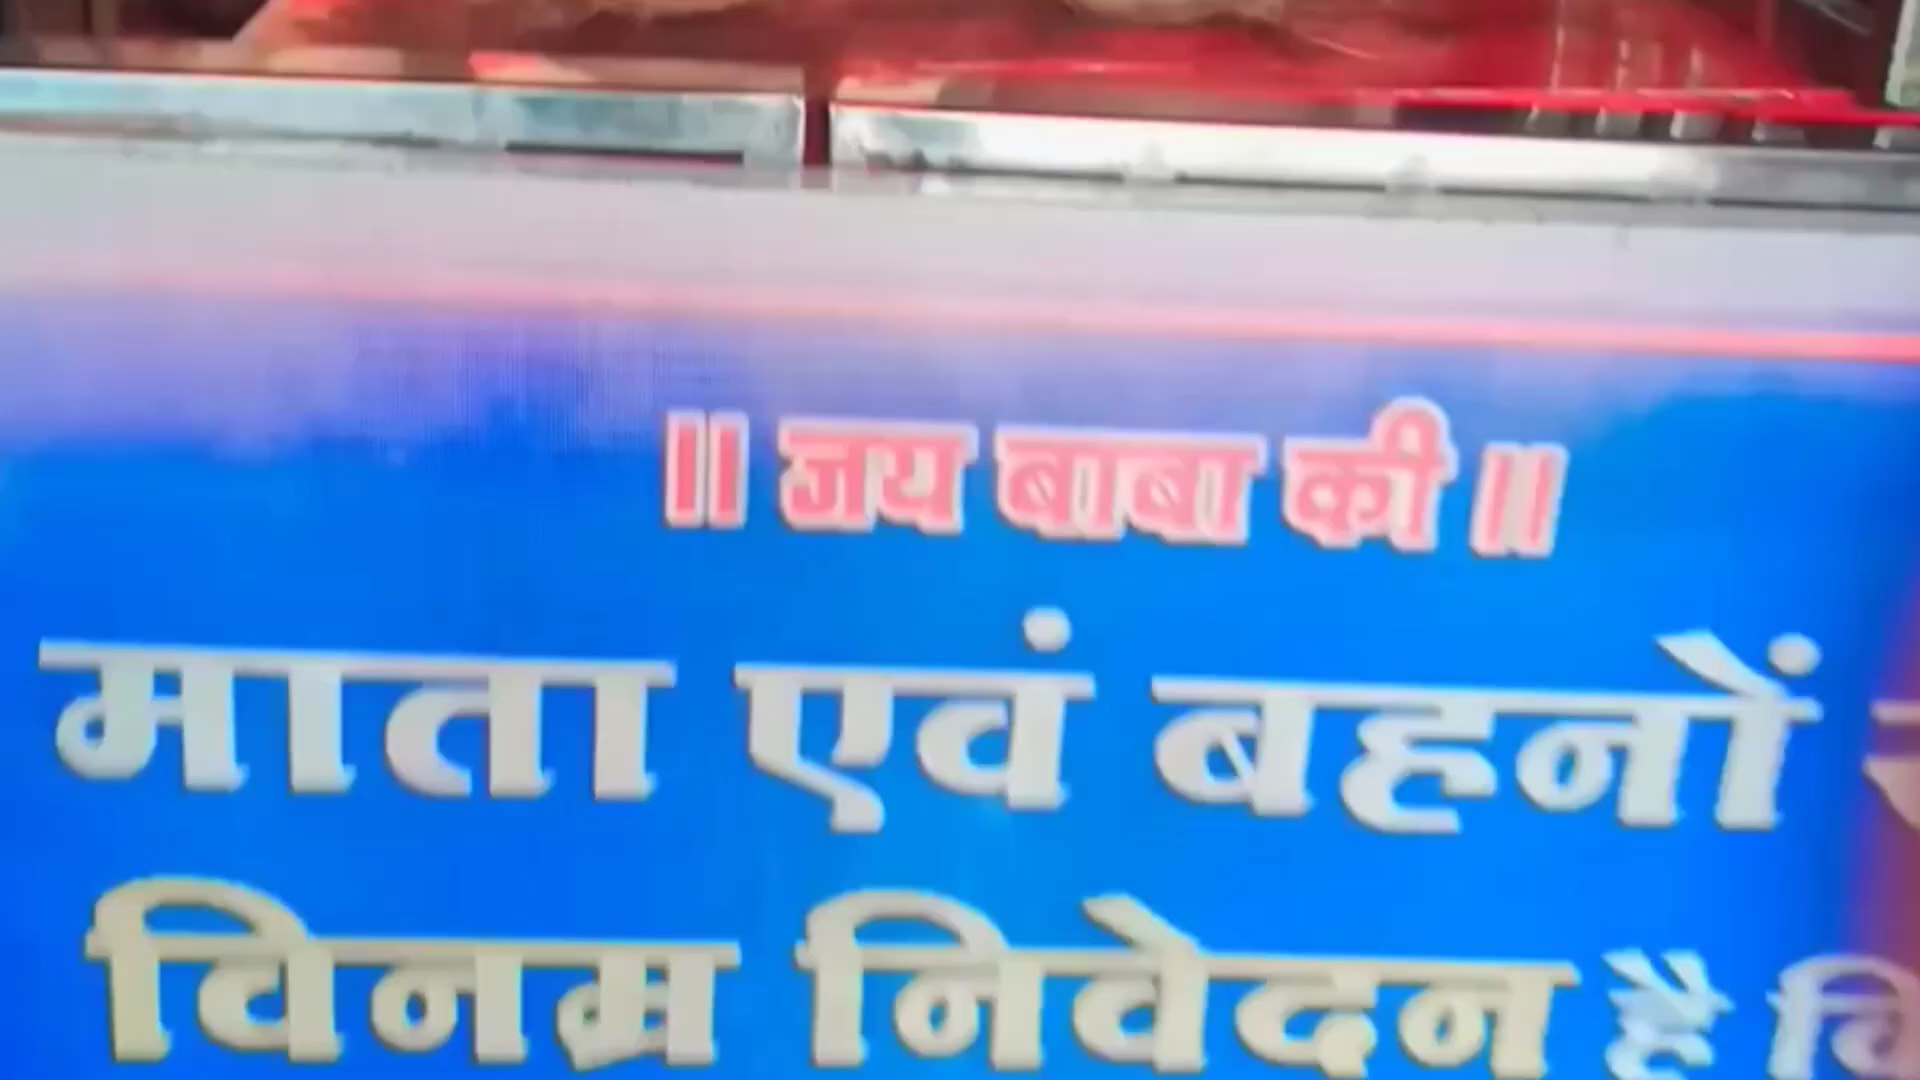 || जय बाबा की ||
माता एवं बहनों
विनम्र निवेदन है